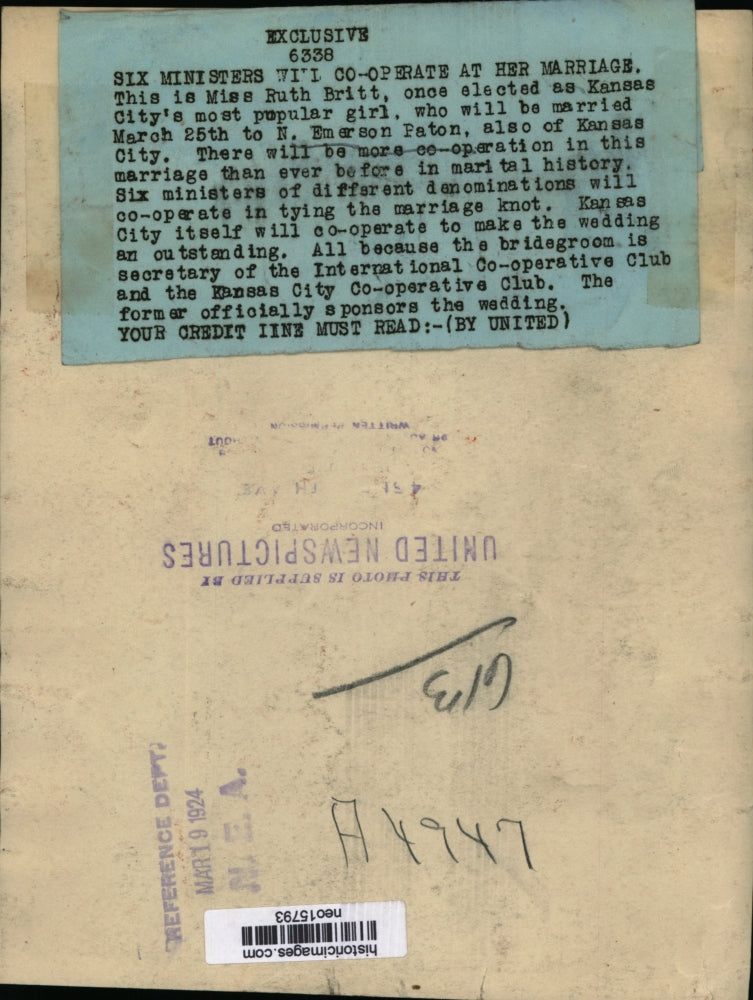 EXCLUSIVE
6338
SIX MINISTERS WILL CO-OPERATE AT HER MARRIAGE.
This is Miss Ruth Britt, once elected as Kansas
City's most pupular girl, who will be married
March 25th to N. Emerson Paton, also of Kansas
City. There will be more co-operation in this
marriage than ever before in marital history.
Six ministers of different denominations will
co-operate in tying the marriage knot. Kansas
City itself will co-operate to make the wedding
an outstanding. All because the bridegroom is
secretary of the International Co-operative Club
and the Kansas City Co-operative Club. The
former officially sponsors the wedding.
YOUR CREDIT IINE MUST READ:-(BY UNITED)
THIS PHOTO IS SUPPLIED BY
UNITED NEWSPICTURES
INCORPORATED
WRITTEN PERMISSION
REFERENCE DEPT.
MAR 19 1924
N. E. A.
A4947
historicimages.com
neo15793